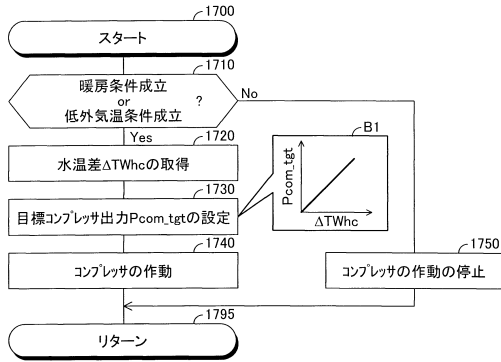 1700
スタート
1710
暖房条件成立
or
低外気温条件成立
?
No
Yes
1720
水温差ΔTWhcの取得
B1
Pcom_tgt
ΔTWhc
1730
目標コンプレッサ出力Pcom_tgtの設定
1740
コンプレッサの作動
1750
コンプレッサの作動の停止
1795
リターン